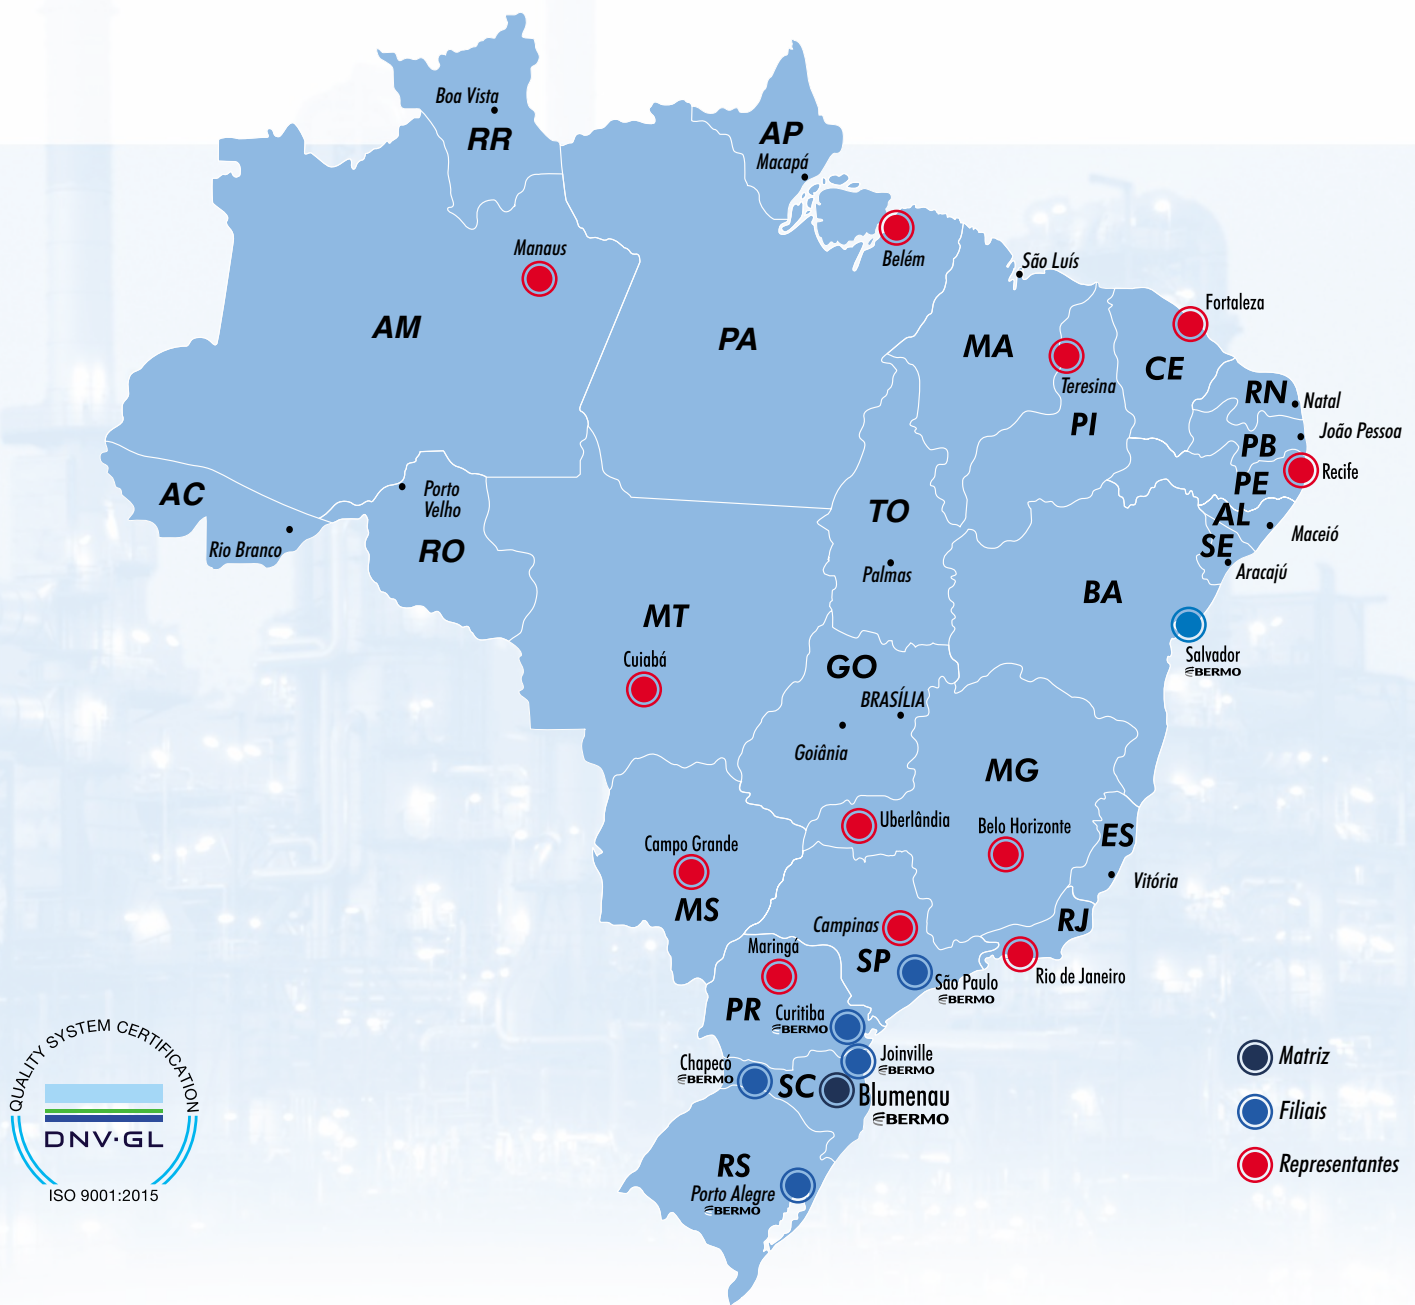 Boa Vista
RR
AP
Macapá
Manaus
Belém
São Luís
Fortaleza
AM
PA
MA
Teresina
CE
RN
Natal
PI
João Pessoa
PB
Recife
PE
AC
Porto
Velho
TO
AL
Maceió
Rio Branco
RO
SE
Aracajú
Palmas
BA
MT
Cuiabá
GO
Salvador
BERMO
BRASÍLIA
Goiânia
MG
Uberlândia
Belo Horizonte
ES
Campo Grande
Vitória
MS
Campinas
RJ
Maringá
SP
Rio de Janeiro
São Paulo
BERMO
PR
Curitiba
BERMO
Joinville
BERMO
Chapecó
BERMO
SC
Blumenau
BERMO
RS
Porto Alegre
BERMO
QUALITY SYSTEM CERTIFICATION
DNV·GL
ISO 9001:2015
Matriz
Filiais
Representantes